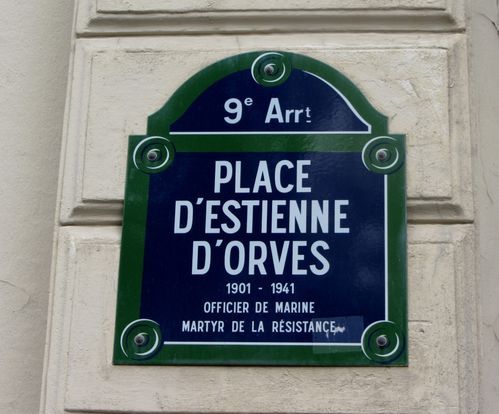 9e Arrt
PLACE
D'ESTIENNE
D'ORVES
1901 - 1941
OFFICIER DE MARINE
MARTYR DE LA RÉSISTANCE